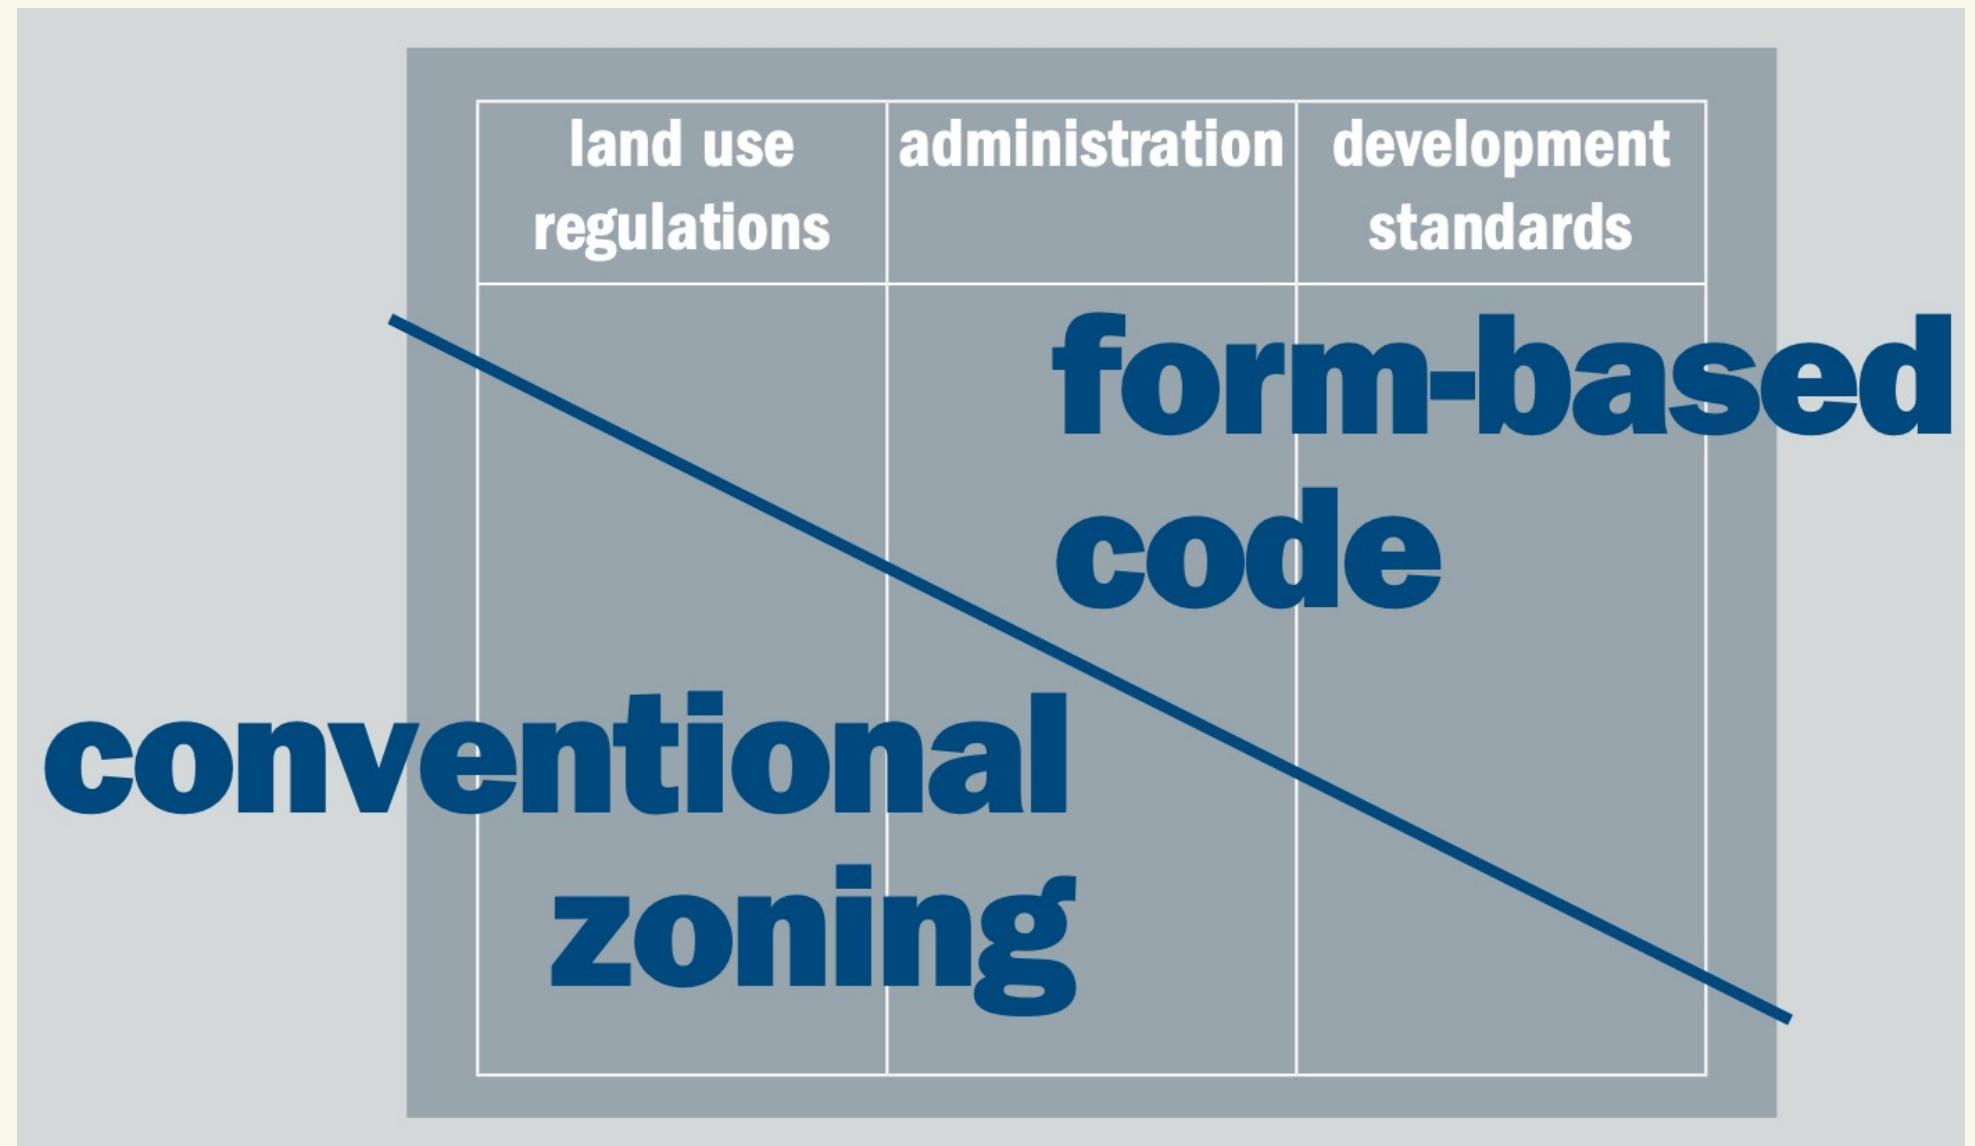 land use
regulations
administration
development
standards
form-based
code
conventional
zoning